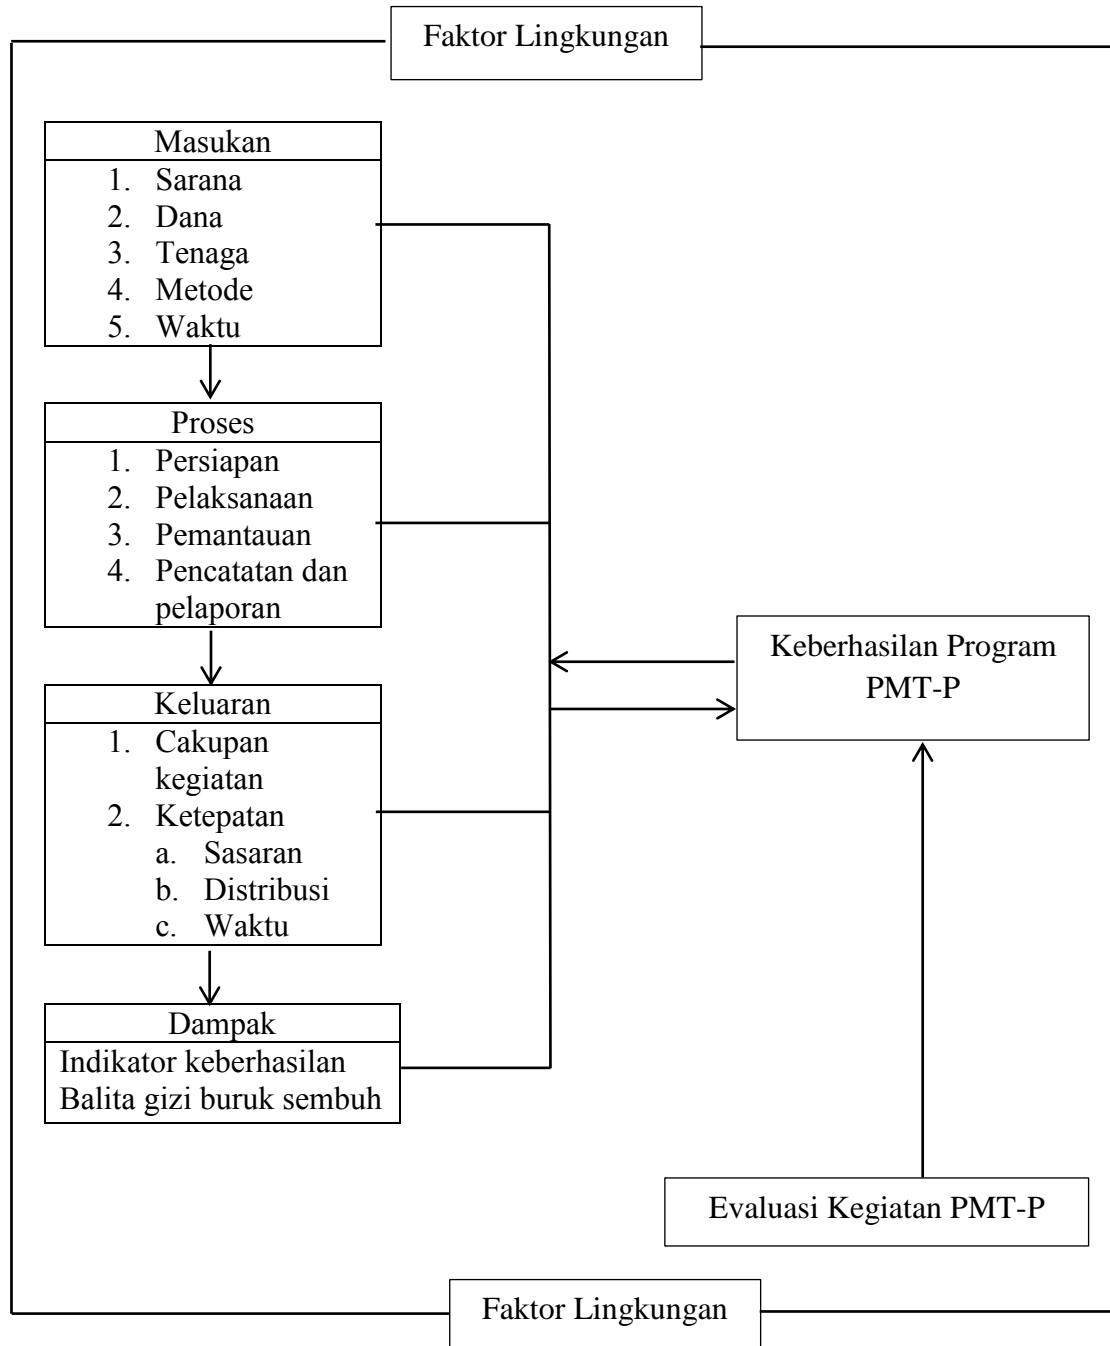 Faktor Lingkungan
Masukan
1. Sarana
2. Dana
3. Tenaga
4. Metode
5. Waktu
Proses
1. Persiapan
2. Pelaksanaan
3. Pemantauan
4. Pencatatan dan
pelaporan
Keluaran
1. Cakupan
kegiatan
2. Ketepatan
a. Sasaran
b. Distribusi
c. Waktu
Dampak
Indikator keberhasilan
Balita gizi buruk sembuh
Keberhasilan Program
PMT-P
Evaluasi Kegiatan PMT-P
Faktor Lingkungan